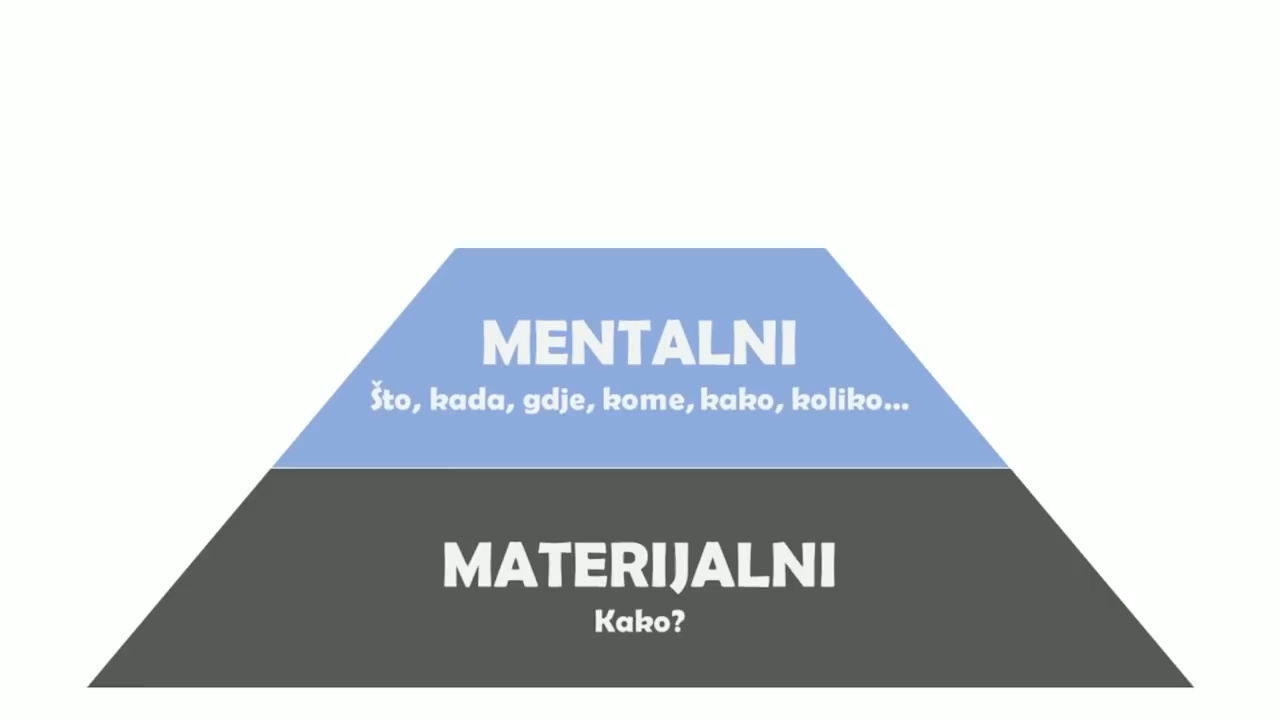 MENTALNI
Što, kada, gdje, kome, kako, koliko...
MATERIJALNI
Kako?